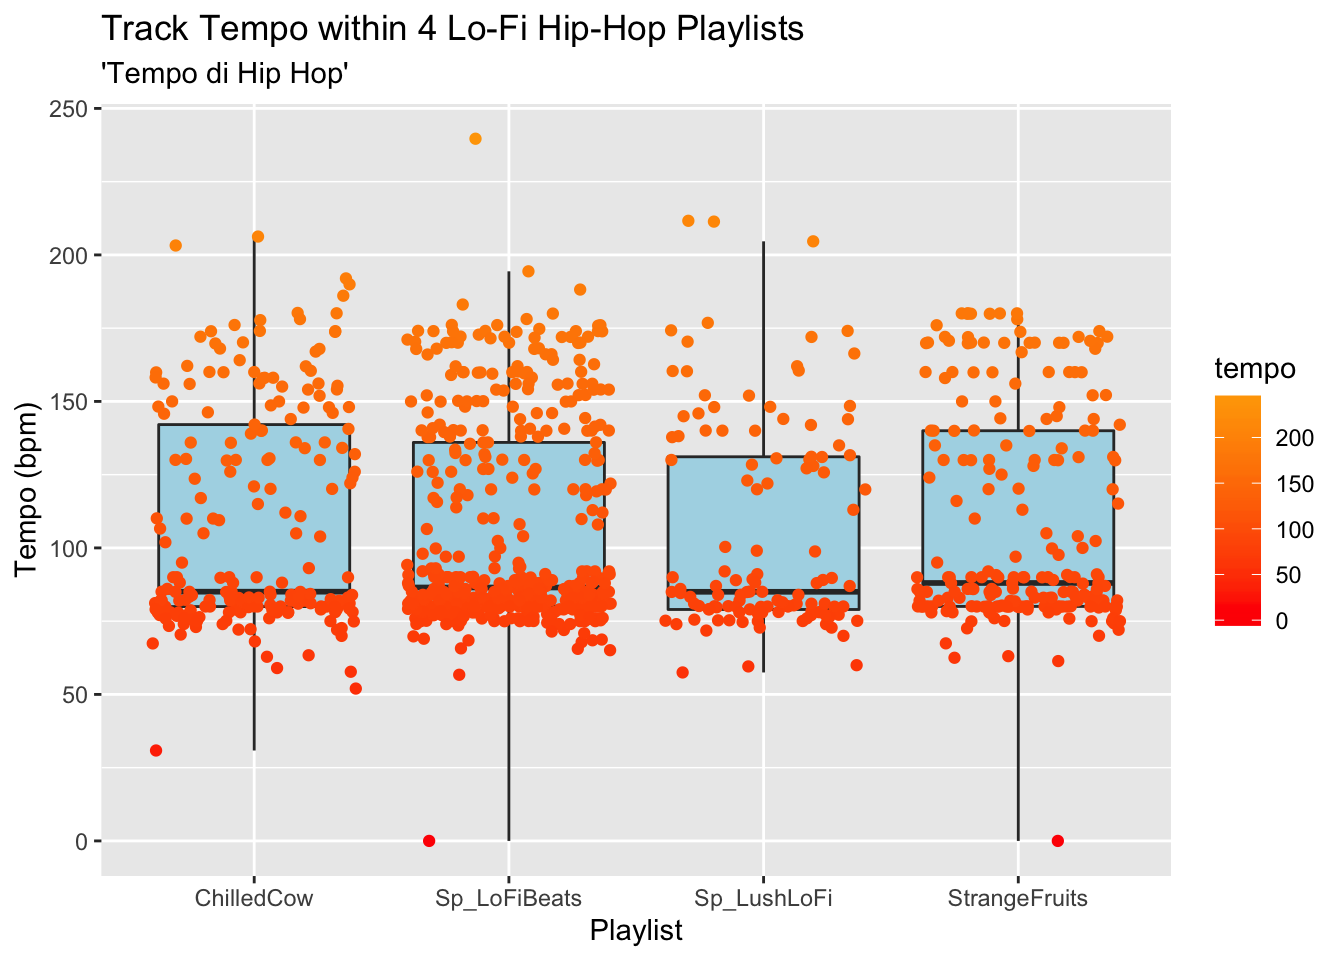 Track Tempo within 4 Lo-Fi Hip-Hop Playlists
'Tempo di Hip Hop'
Tempo (bpm)
250
200
150
100
50
0
ChilledCow
Sp_LoFiBeats
Sp_LushLoFi
StrangeFruits
Playlist
tempo
200
150
100
50
0